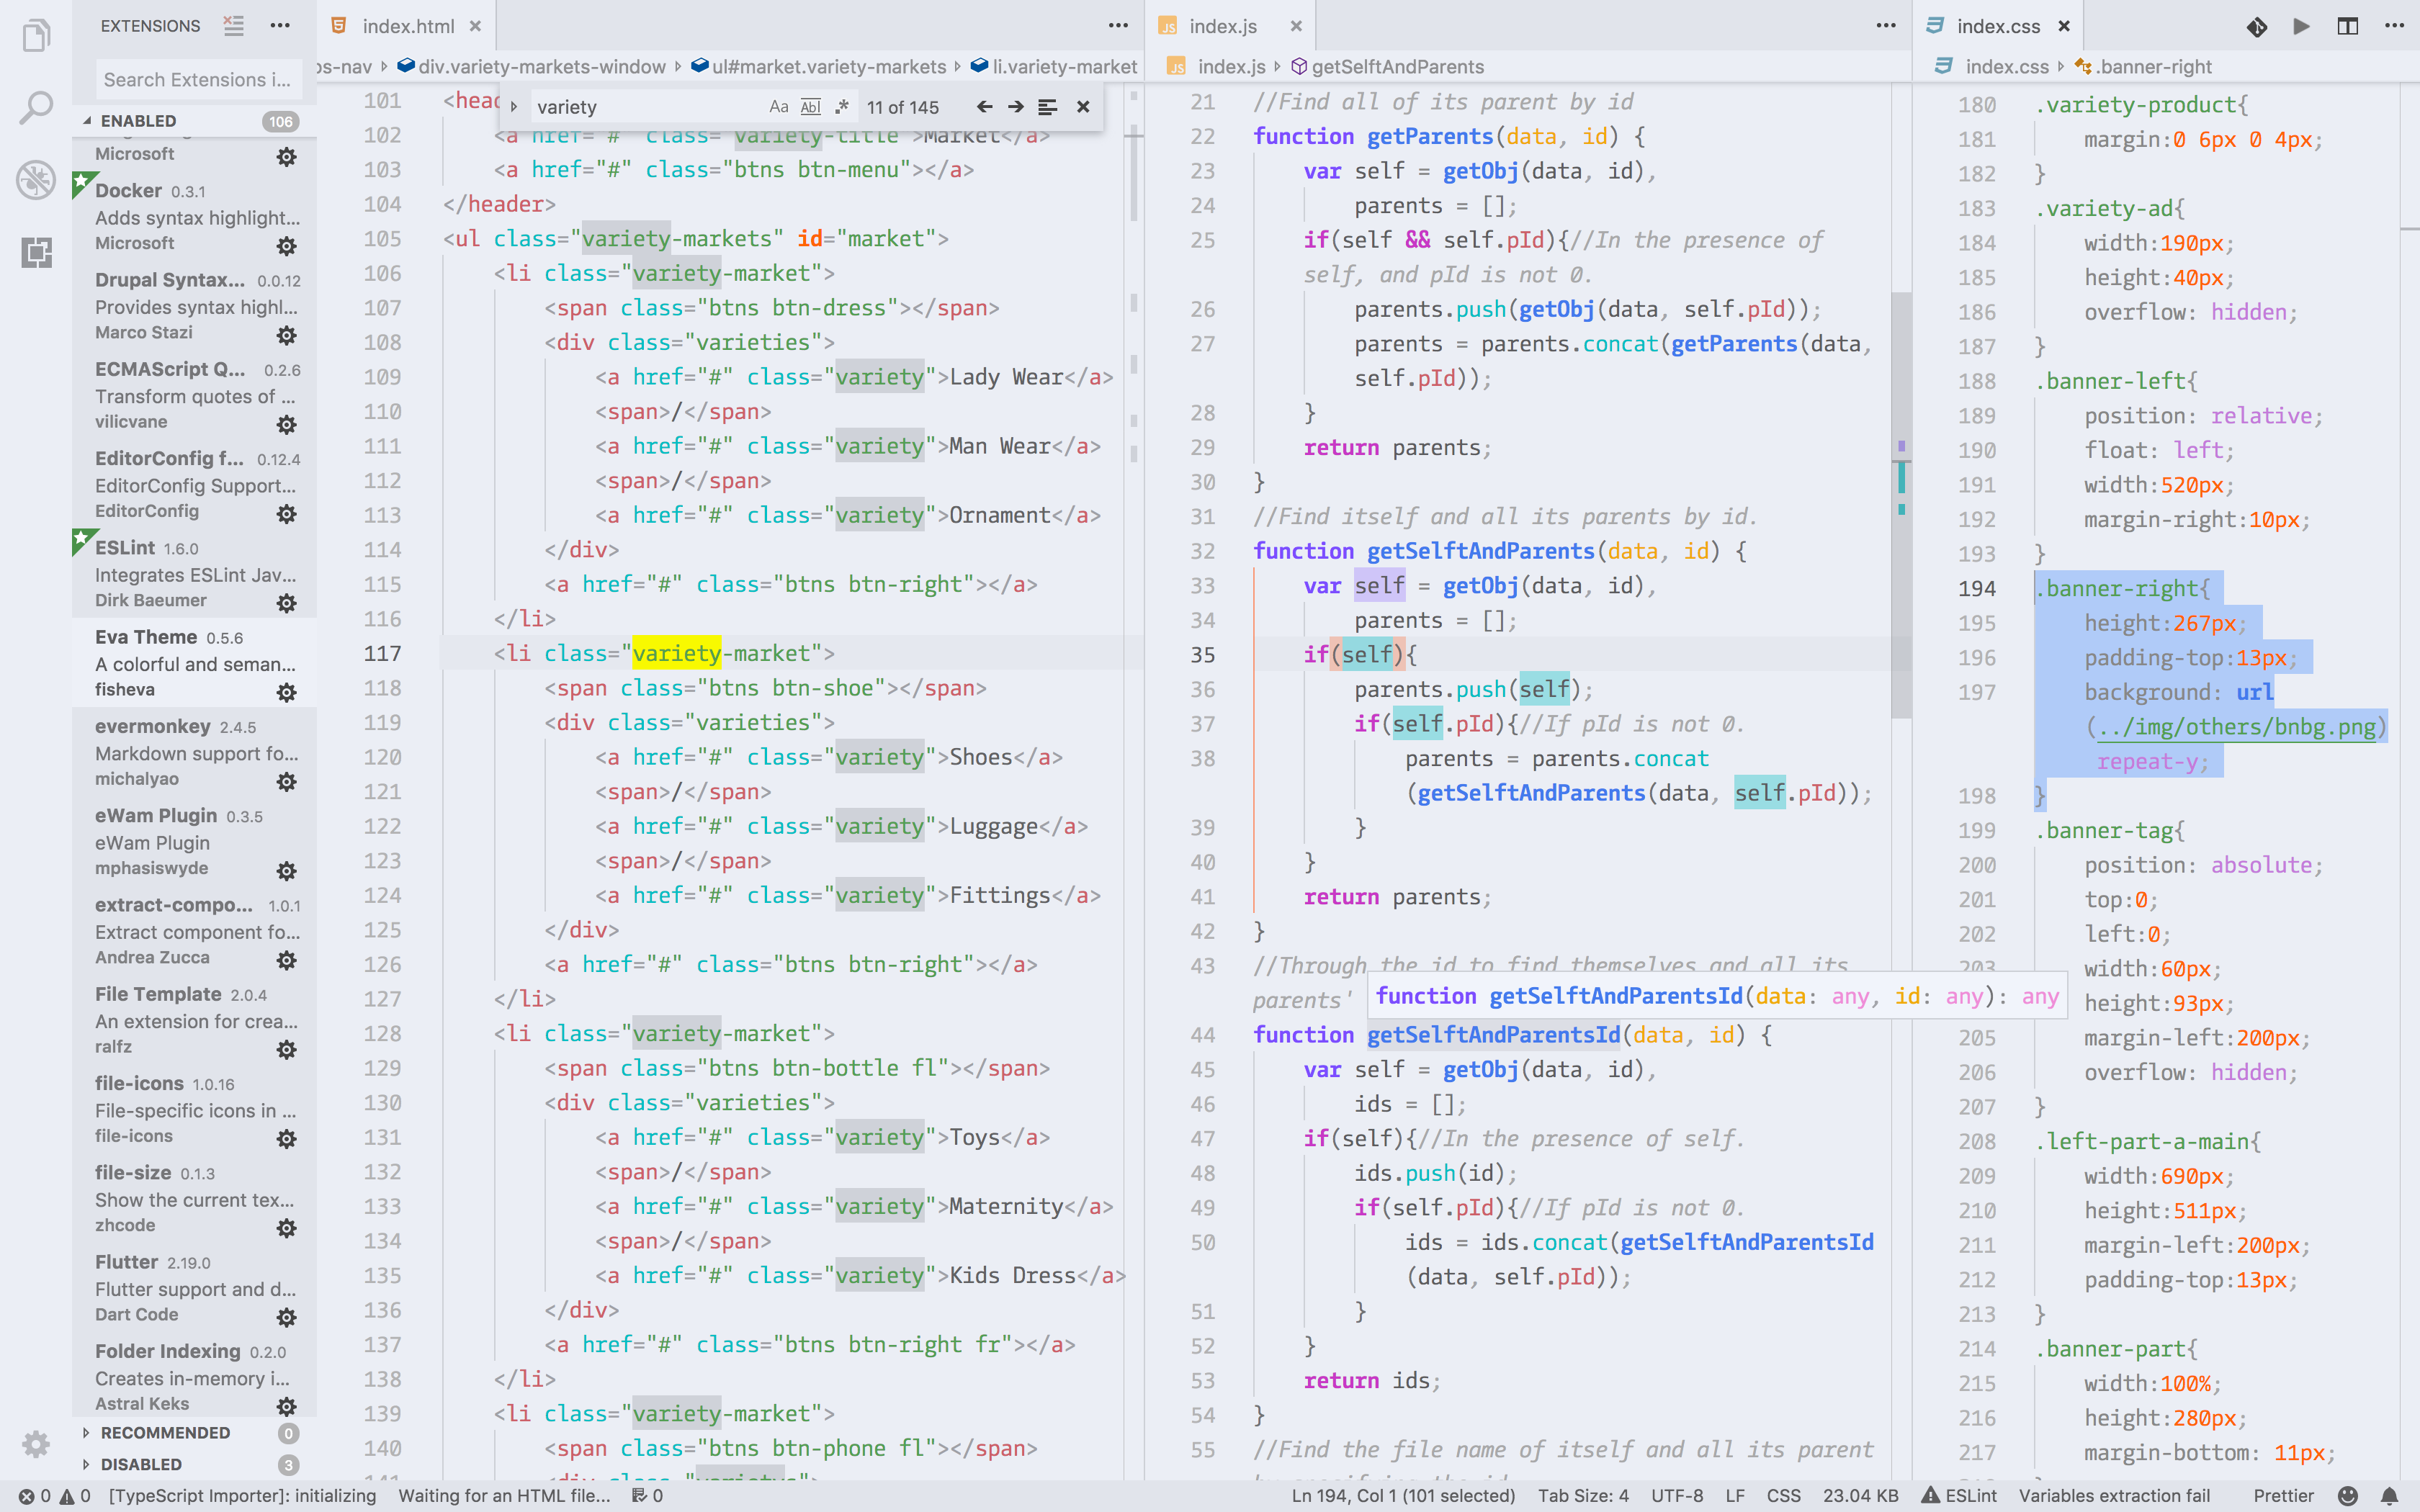 EXTENSIONS
Search Extensions i...
ENABLED 106
Microsoft
Docker 0.3.1
Adds syntax highlight...
Microsoft
Drupal Syntax... 0.0.12
Provides syntax highl...
Marco Stazi
ECMAScript Q... 0.2.6
Transform quotes of ...
vilicvane
EditorConfig f... 0.12.4
EditorConfig Support...
EditorConfig
ESLint 1.6.0
Integrates ESLint Jav...
Dirk Baeumer
Eva Theme 0.5.6
A colorful and seman...
fisheva
evermonkey 2.4.5
Markdown support fo...
michalyao
eWam Plugin 0.3.5
eWam Plugin
mphasiswyde
extract-compo... 1.0.1
Extract component fo...
Andrea Zucca
File Template 2.0.4
An extension for crea...
ralfz
file-icons 1.0.16
File-specific icons in ...
file-icons
file-size 0.1.3
Show the current tex...
zhcode
Flutter 2.19.0
Flutter support and d...
Dart Code
Folder Indexing 0.2.0
Creates in-memory i...
Astral Keks
RECOMMENDED 0
DISABLED 3
index.html
os-nav div.variety-markets-window ul#market.variety-markets li.variety-market
variety Aa Abl .* 11 of 145
101 <head
102 <a href="#" class="variety-title">Market</a>
103 <a href="#" class="btns btn-menu"></a>
104 </header>
105 <ul class="variety-markets" id="market">
106 <li class="variety-market">
107 <span class="btns btn-dress"></span>
108 <div class="varieties">
109 <a href="#" class="variety">Lady Wear</a>
110 <span>/</span>
111 <a href="#" class="variety">Man Wear</a>
112 <span>/</span>
113 <a href="#" class="variety">Ornament</a>
114 </div>
115 <a href="#" class="btns btn-right"></a>
116 </li>
117 <li class="variety-market">
118 <span class="btns btn-shoe"></span>
119 <div class="varieties">
120 <a href="#" class="variety">Shoes</a>
121 <span>/</span>
122 <a href="#" class="variety">Luggage</a>
123 <span>/</span>
124 <a href="#" class="variety">Fittings</a>
125 </div>
126 <a href="#" class="btns btn-right"></a>
127 </li>
128 <li class="variety-market">
129 <span class="btns btn-bottle fl"></span>
130 <div class="varieties">
131 <a href="#" class="variety">Toys</a>
132 <span>/</span>
133 <a href="#" class="variety">Maternity</a>
134 <span>/</span>
135 <a href="#" class="variety">Kids Dress</a>
136 </div>
137 <a href="#" class="btns btn-right fr"></a>
138 </li>
139 <li class="variety-market">
140 <span class="btns btn-phone fl"></span>
JS index.js
JS index.js getSelftAndParents
21 //Find all of its parent by id
22 function getParents(data, id) {
23 var self = getObj(data, id),
24 parents = [];
25 if(self && self.pId){//In the presence of
self, and pId is not 0.
26 parents.push(getObj(data, self.pId));
27 parents = parents.concat(getParents(data,
self.pId));
28 }
29 return parents;
30 }
31 //Find itself and all its parents by id.
32 function getSelftAndParents(data, id) {
33 var self = getObj(data, id),
34 parents = [];
35 if(self){
36 parents.push(self);
37 if(self.pId){//If pId is not 0.
38 parents = parents.concat
(getSelftAndParents(data, self.pId));
39 }
40 }
41 return parents;
42 }
43 //Through the id to find themselves and all its
parents'
function getSelftAndParentsId(data: any, id: any): any
44 function getSelftAndParentsId(data, id) {
45 var self = getObj(data, id),
46 ids = [];
47 if(self){//In the presence of self.
48 ids.push(id);
49 if(self.pId){//If pId is not 0.
50 ids = ids.concat(getSelftAndParentsId
(data, self.pId));
51 }
52 }
53 return ids;
54 }
55 //Find the file name of itself and all its parent
by specifying the id
index.css
index.css .banner-right
180 .variety-product{
181 margin:0 6px 0 4px;
182 }
183 .variety-ad{
184 width:190px;
185 height:40px;
186 overflow: hidden;
187 }
188 .banner-left{
189 position: relative;
190 float: left;
191 width:520px;
192 margin-right:10px;
193 }
194 .banner-right{
195 height:267px;
196 padding-top:13px;
197 background: url
(../img/others/bnbg.png)
repeat-y;
198 }
199 .banner-tag{
200 position: absolute;
201 top:0;
202 left:0;
203 width:60px;
height:93px;
205 margin-left:200px;
206 overflow: hidden;
207 }
208 .left-part-a-main{
209 width:690px;
210 height:511px;
211 margin-left:200px;
212 padding-top:13px;
213 }
214 .banner-part{
215 width:100%;
216 height:280px;
217 margin-bottom: 11px;
0 0 [TypeScript Importer]: initializing Waiting for an HTML file... 0 Ln 194, Col 1 (101 selected) Tab Size: 4 UTF-8 LF CSS 23.04 KB ESLint Variables extraction fail Prettier